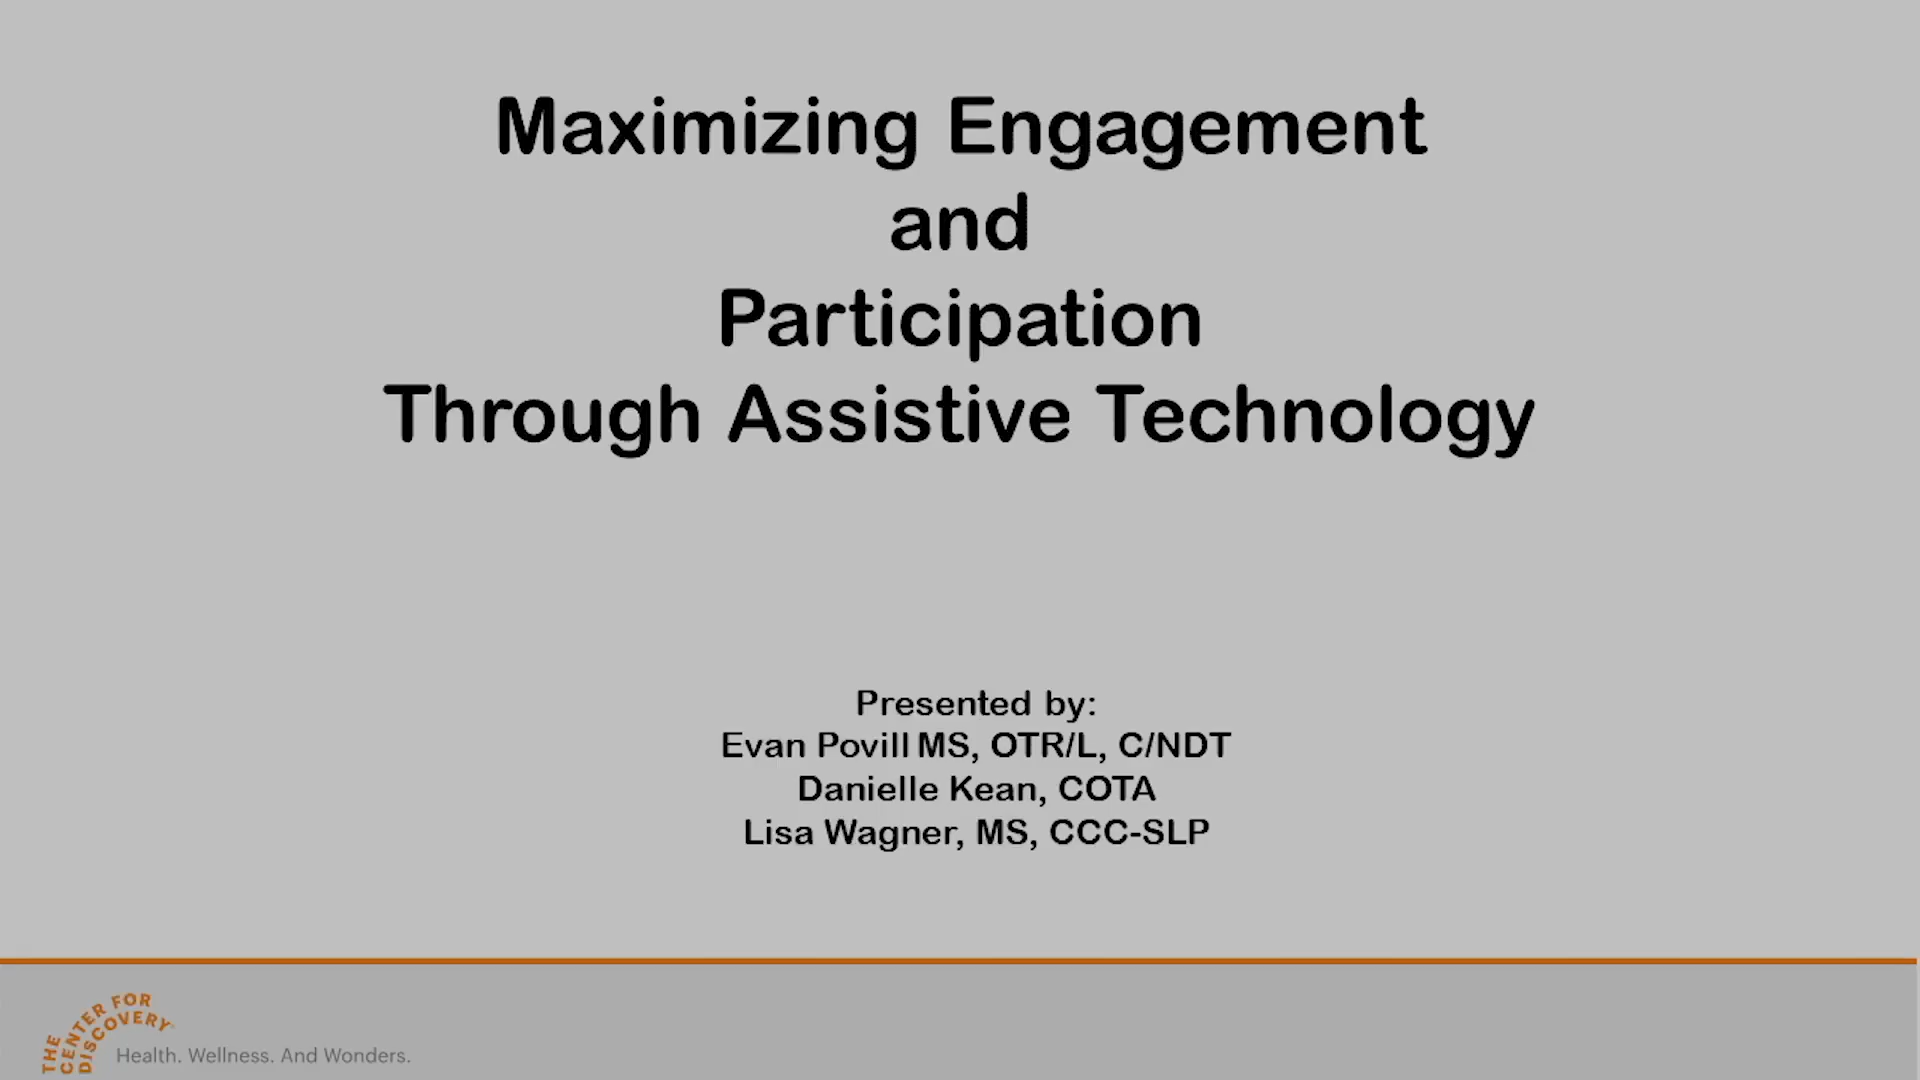 Maximizing Engagement
and
Participation
Through Assistive Technology
Presented by:
Evan Povill MS, OTR/L, C/NDT
Danielle Kean, COTA
Lisa Wagner, MS, CCC-SLP
THE
CENTER FOR
DISCOVERY
Health. Wellness. And Wonders.